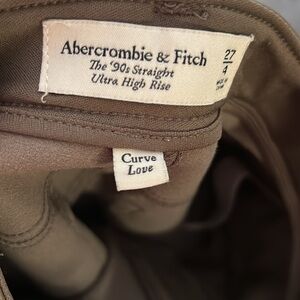 Abercrombie & Fitch
The '90s Straight
Ultra High Rise
27
4
Curve
Love